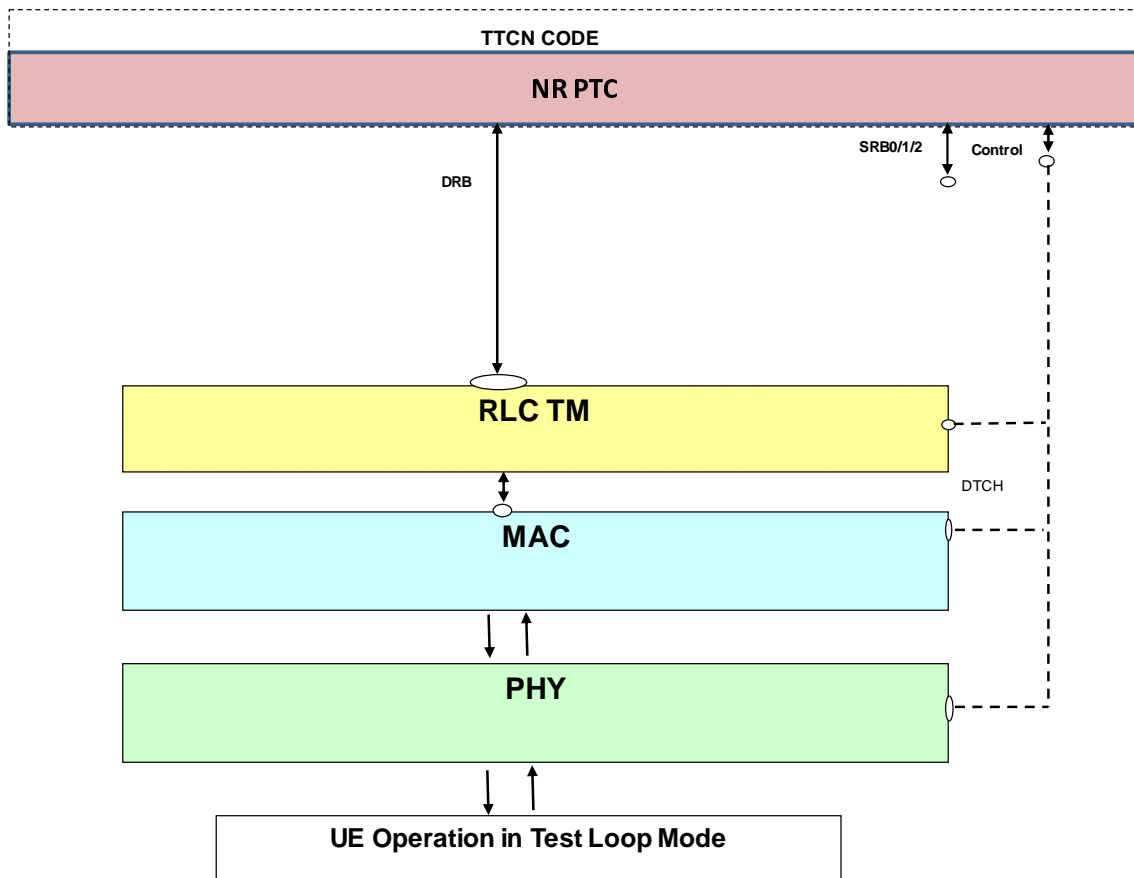 TTCN CODE
NR PTC
SRB0/1/2
Control
DRB
RLC TM
DTCH
MAC
PHY
UE Operation in Test Loop Mode